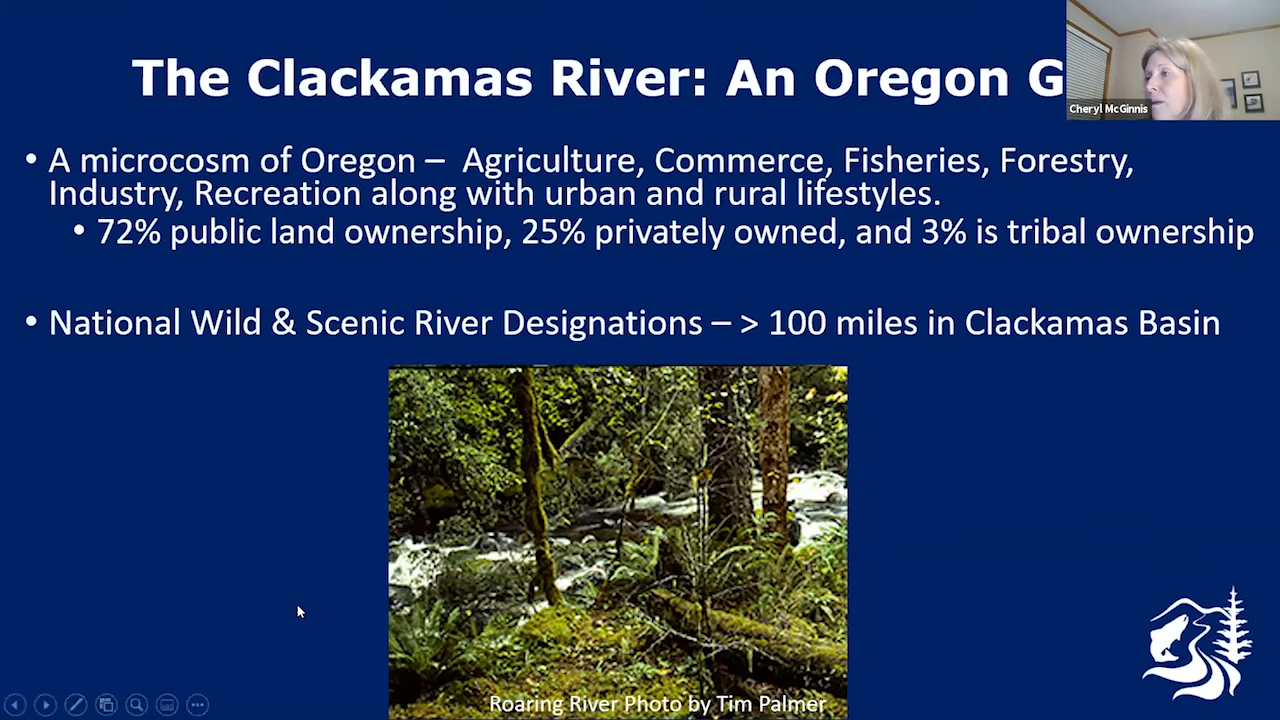 The Clackamas River: An Oregon G
Cheryl McGinnis
• A microcosm of Oregon – Agriculture, Commerce, Fisheries, Forestry,
Industry, Recreation along with urban and rural lifestyles.
• 72% public land ownership, 25% privately owned, and 3% is tribal ownership
• National Wild & Scenic River Designations – > 100 miles in Clackamas Basin
Roaring River Photo by Tim Palmer